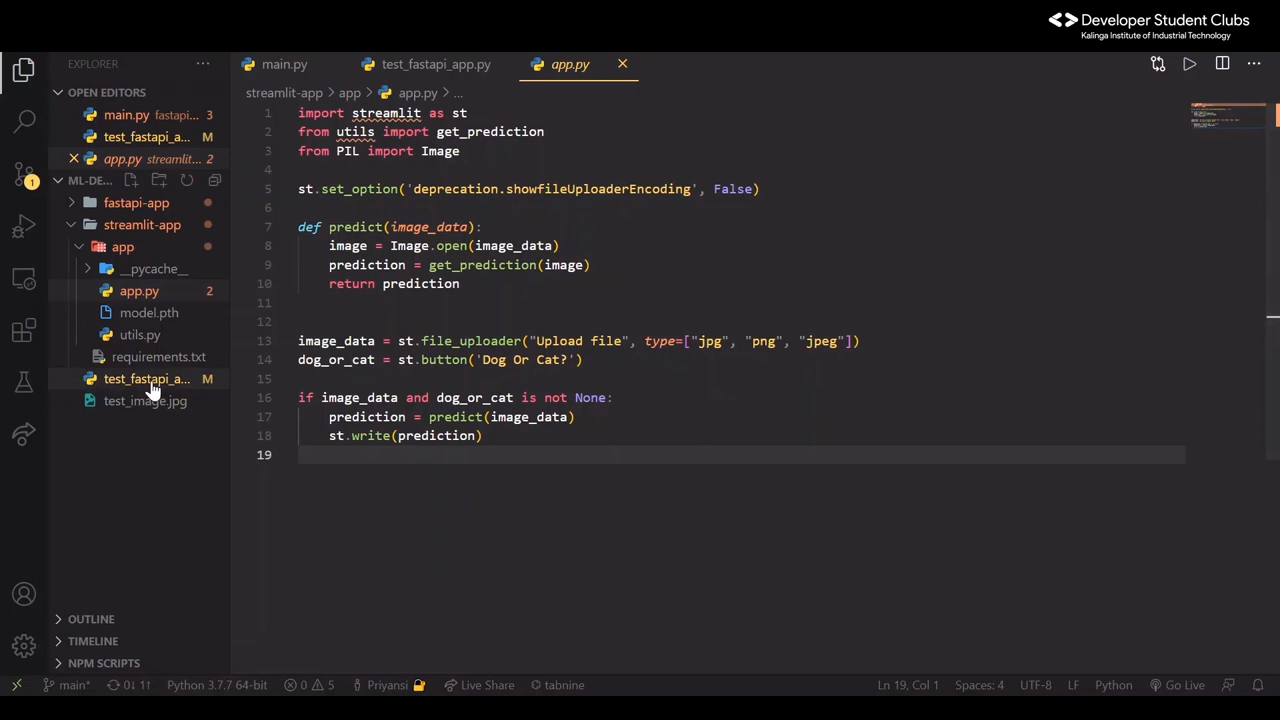 Developer Student Clubs
Kalinga Institute of Industrial Technology
EXPLORER
main.py
test_fastapi_app.py
app.py
streamlit-app > app > app.py > ...
OPEN EDITORS
main.py fastapi-... 3
test_fastapi_a... M
app.py streamlit... 2
ML-DE...
fastapi-app
streamlit-app
app
__pycache__
app.py 2
model.pth
utils.py
requirements.txt
test_fastapi_a... M
test_image.jpg
1 import streamlit as st
2 from utils import get_prediction
3 from PIL import Image
4
5 st.set_option('deprecation.showfileUploaderEncoding', False)
6
7 def predict(image_data):
8 image = Image.open(image_data)
9 prediction = get_prediction(image)
10 return prediction
11
12
13 image_data = st.file_uploader("Upload file", type=["jpg", "png", "jpeg"])
14 dog_or_cat = st.button('Dog Or Cat?')
15
16 if image_data and dog_or_cat is not None:
17 prediction = predict(image_data)
18 st.write(prediction)
19
1
OUTLINE
TIMELINE
NPM SCRIPTS
main* 0↓ 1↑ Python 3.7.7 64-bit 0 5 Priyansi Live Share tabnine Ln 19, Col 1 Spaces: 4 UTF-8 LF Python Go Live